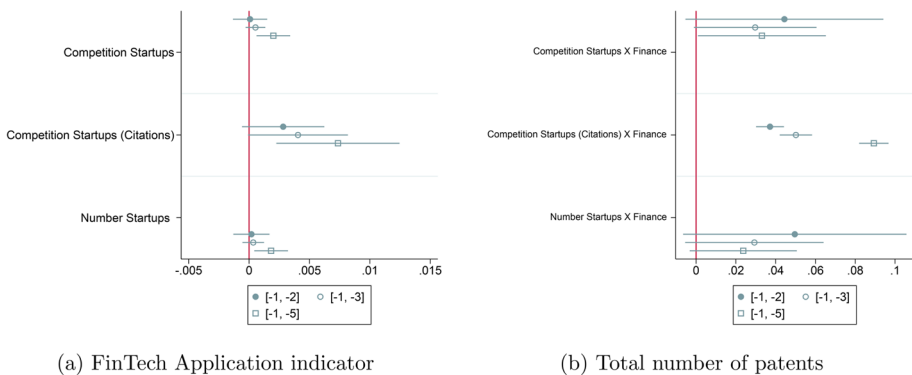 Competition Startups
Competition Startups (Citations)
Number Startups
-.005 0 .005 .01 .015
[-1, -2] [-1, -3]
[-1, -5]
(a) FinTech Application indicator
Competition Startups X Finance
Competition Startups (Citations) X Finance
Number Startups X Finance
0 .02 .04 .06 .08 .1
[-1, -2] [-1, -3]
[-1, -5]
(b) Total number of patents